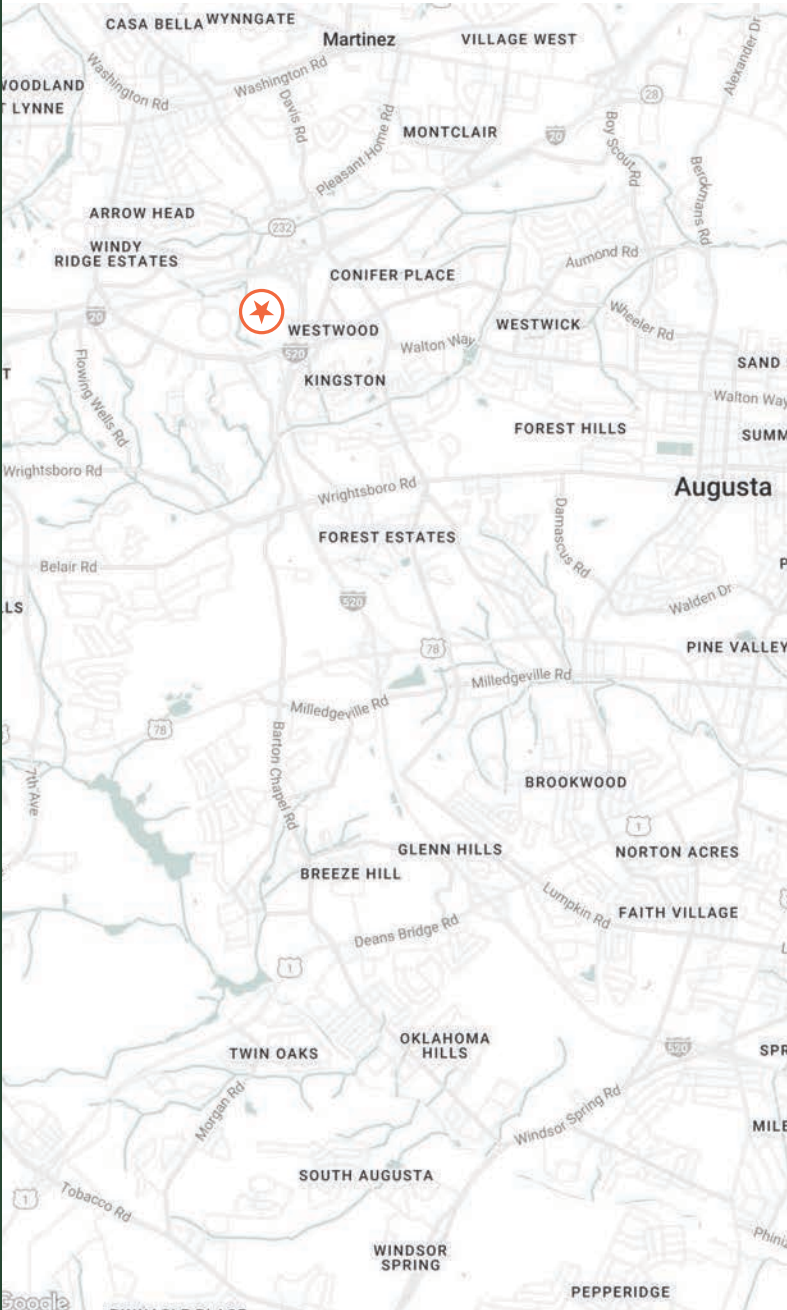 CASA BELLA
WYNNGATE
Martinez
VILLAGE WEST
Washington Rd
Washington Rd
Alexander Dr
WOODLAND
T LYNNE
28
Davis Rd
Pleasant Home Rd
MONTCLAIR
20
Boy Scout Rd
Berckmans Rd
ARROW HEAD
232
WINDY
RIDGE ESTATES
CONIFER PLACE
Aumond Rd
20
WESTWOOD
WESTWICK
Wheeler Rd
520
Walton Way
Flowing Wells Rd
KINGSTON
SAND
T
Walton Way
FOREST HILLS
SUMM
Wrightsboro Rd
Wrightsboro Rd
Augusta
Damascus Rd
FOREST ESTATES
Belair Rd
P
520
LLS
Walden Dr
78
PINE VALLEY
Milledgeville Rd
Milledgeville Rd
78
Barton Chapel Rd
7th Ave
BROOKWOOD
1
GLENN HILLS
NORTON ACRES
BREEZE HILL
Lumpkin Rd
FAITH VILLAGE
Deans Bridge Rd
L
1
TWIN OAKS
OKLAHOMA
HILLS
520
SPR
Morgan Rd
Windsor Spring Rd
MILE
SOUTH AUGUSTA
1
Tobacco Rd
WINDSOR
SPRING
Phini
PEPPERIDGE
Google